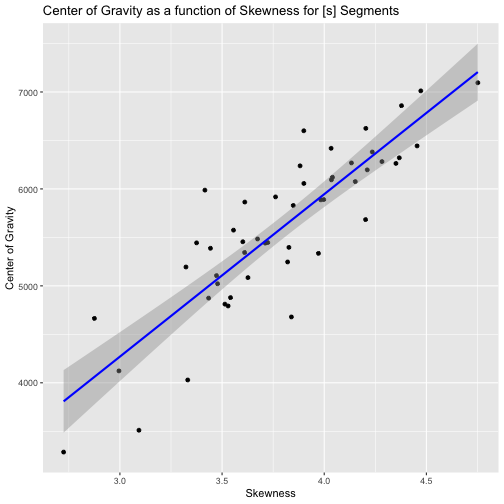 Center of Gravity as a function of Skewness for [s] Segments
Center of Gravity
7000
6000
5000
4000
3.0 3.5 4.0 4.5
Skewness